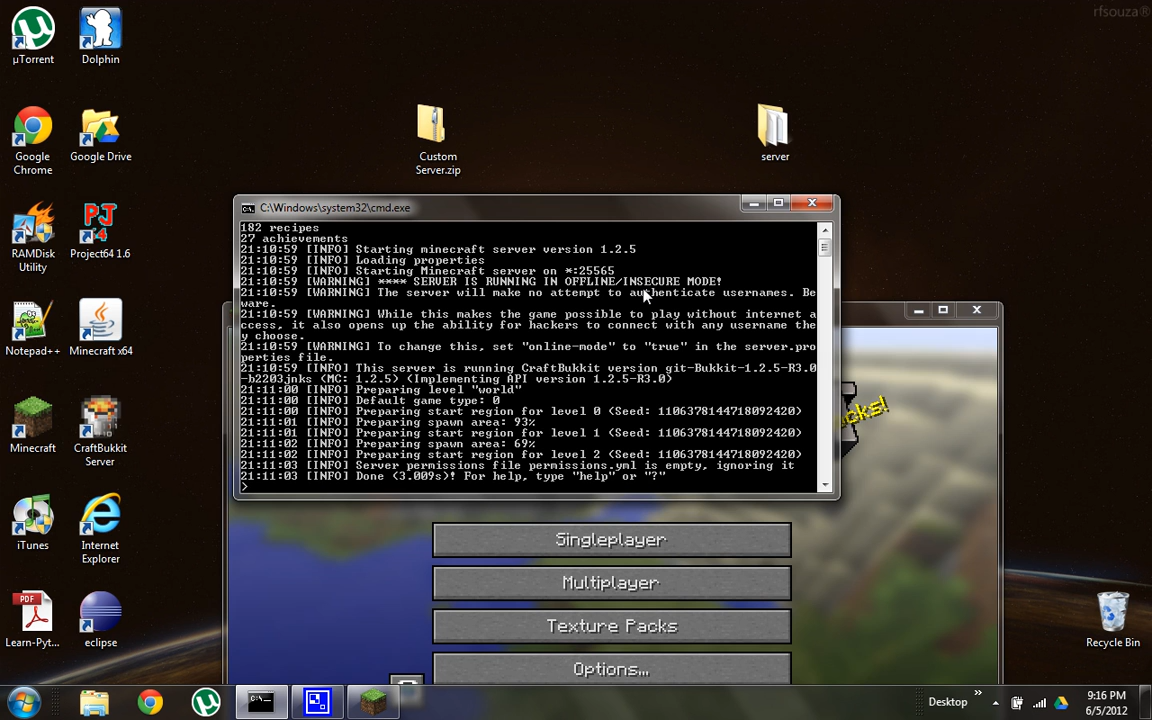 rfsouza®
µTorrent
Dolphin
Google
Chrome
Google Drive
Custom
Server.zip
server
RAMDisk
Utility
Project64 1.6
Notepad++
Minecraft x64
Minecraft
CraftBukkit
Server
iTunes
Internet
Explorer
PDF
Learn-Pyt...
eclipse
C:\Windows\system32\cmd.exe
182 recipes
27 achievements
21:10:59 [INFO] Starting minecraft server version 1.2.5
21:10:59 [INFO] Loading properties
21:10:59 [INFO] Starting Minecraft server on *:25565
21:10:59 [WARNING] **** SERVER IS RUNNING IN OFFLINE/INSECURE MODE!
21:10:59 [WARNING] The server will make no attempt to authenticate usernames. Be
ware.
21:10:59 [WARNING] While this makes the game possible to play without internet a
ccess, it also opens up the ability for hackers to connect with any username the
y choose.
21:10:59 [WARNING] To change this, set "online-mode" to "true" in the server.pro
perties file.
21:10:59 [INFO] This server is running CraftBukkit version git-Bukkit-1.2.5-R3.0
-b2203jnks (MC: 1.2.5) (Implementing API version 1.2.5-R3.0)
21:11:00 [INFO] Preparing level "world"
21:11:00 [INFO] Default game type: 0
21:11:00 [INFO] Preparing start region for level 0 (Seed: 1106378144718092420)
21:11:01 [INFO] Preparing spawn area: 93%
21:11:01 [INFO] Preparing start region for level 1 (Seed: 1106378144718092420)
21:11:02 [INFO] Preparing spawn area: 69%
21:11:02 [INFO] Preparing start region for level 2 (Seed: 1106378144718092420)
21:11:03 [INFO] Server permissions file permissions.yml is empty, ignoring it
21:11:03 [INFO] Done (3.009s)! For help, type "help" or "?"
>
Singleplayer
Multiplayer
Texture Packs
Options...
Recycle Bin
Desktop
9:16 PM
6/5/2012